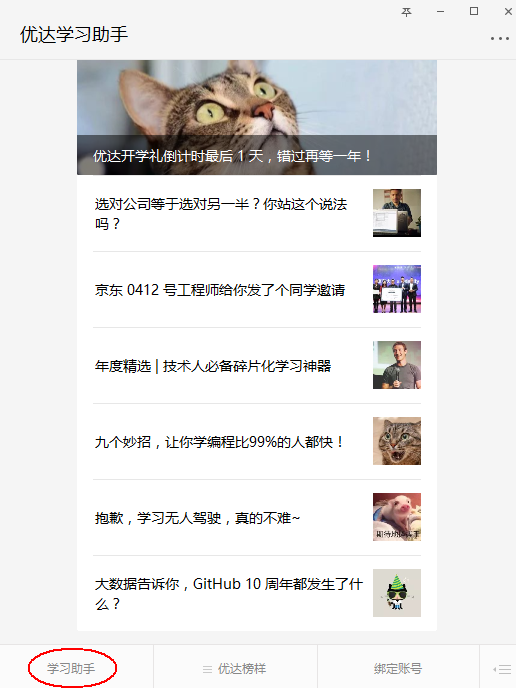 优达学习助手
优达开学礼倒计时最后 1 天，错过再等一年！
选对公司等于选对另一半？你站这个说法
吗？
京东 0412 号工程师给你发了个同学邀请
年度精选 | 技术人必备碎片化学习神器
九个妙招，让你学编程比99%的人都快！
抱歉，学习无人驾驶，真的不难~
大数据告诉你，GitHub 10 周年都发生了什
么？
学习助手
优达榜样
绑定账号